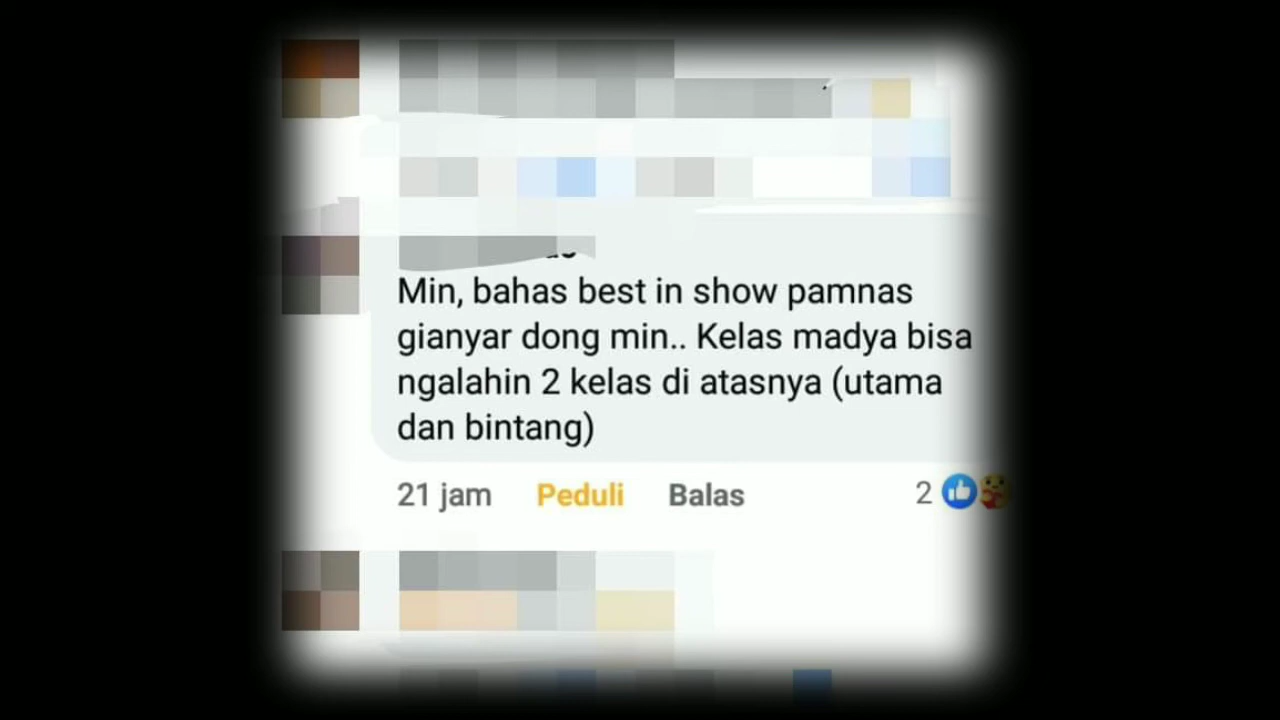 Min, bahas best in show pamnas
gianyar dong min.. Kelas madya bisa
ngalahin 2 kelas di atasnya (utama
dan bintang)
21 jam Peduli Balas 2